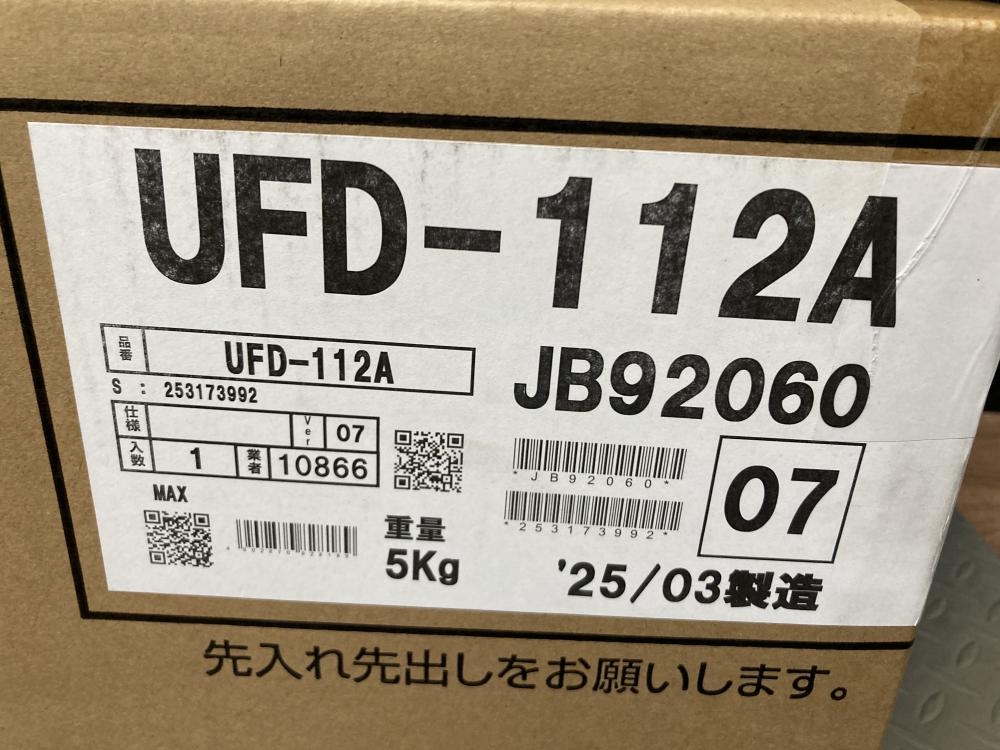 UFD-112A
品番 UFD-112A
S : 253173992
JB92060
仕様 Ver 07
入数 1 業者 10866
*JB92060*
*253173992*
07
MAX
重量
5Kg
'25/03製造
先入れ先出しをお願いします。